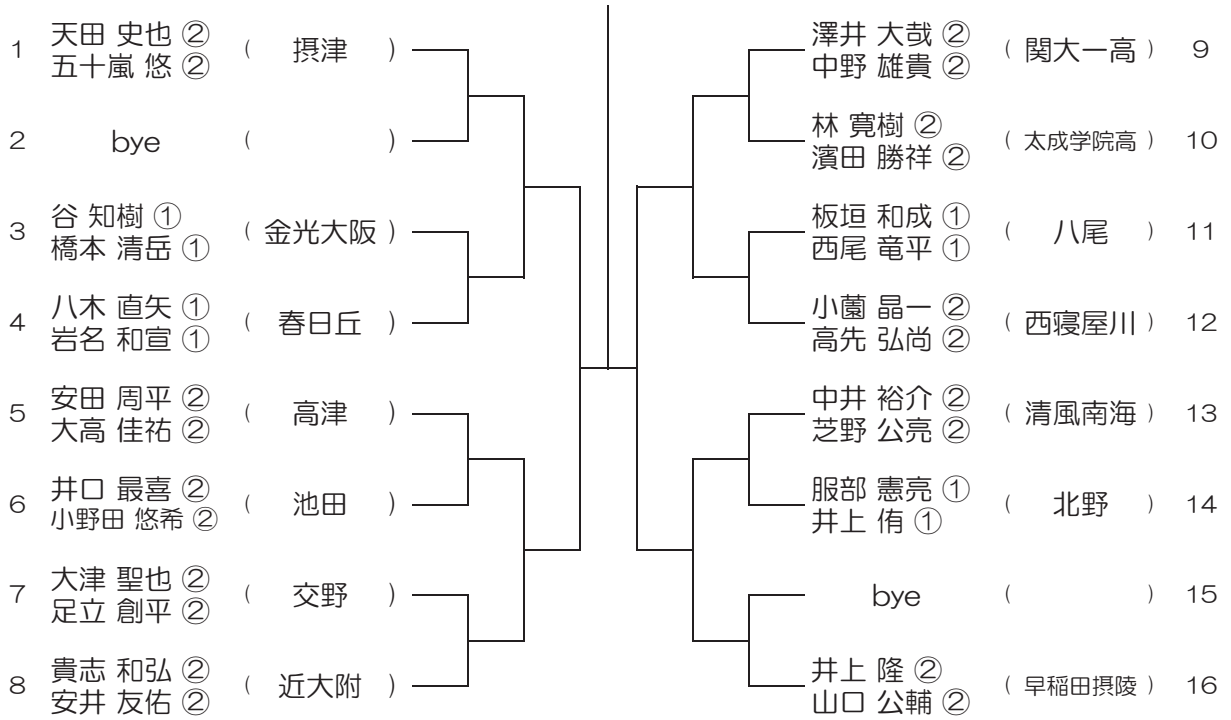 1 天田 史也 ② ( 摂津 )
五十嵐 悠 ②
2 bye ( )
3 谷 知樹 ① ( 金光大阪 )
橋本 清岳 ①
4 八木 直矢 ① ( 春日丘 )
岩名 和宣 ①
5 安田 周平 ② ( 高津 )
大高 佳祐 ②
6 井口 最喜 ② ( 池田 )
小野田 悠希 ②
7 大津 聖也 ② ( 交野 )
足立 創平 ②
8 貴志 和弘 ② ( 近大附 )
安井 友佑 ②
澤井 大哉 ② ( 関大一高 ) 9
中野 雄貴 ②
林 寛樹 ② ( 太成学院高 ) 10
濱田 勝祥 ②
板垣 和成 ① ( 八尾 ) 11
西尾 竜平 ①
小薗 晶一 ② ( 西寝屋川 ) 12
高先 弘尚 ②
中井 裕介 ② ( 清風南海 ) 13
芝野 公亮 ②
服部 憲亮 ① ( 北野 ) 14
井上 侑 ①
bye ( ) 15
井上 隆 ② ( 早稲田摂陵 ) 16
山口 公輔 ②